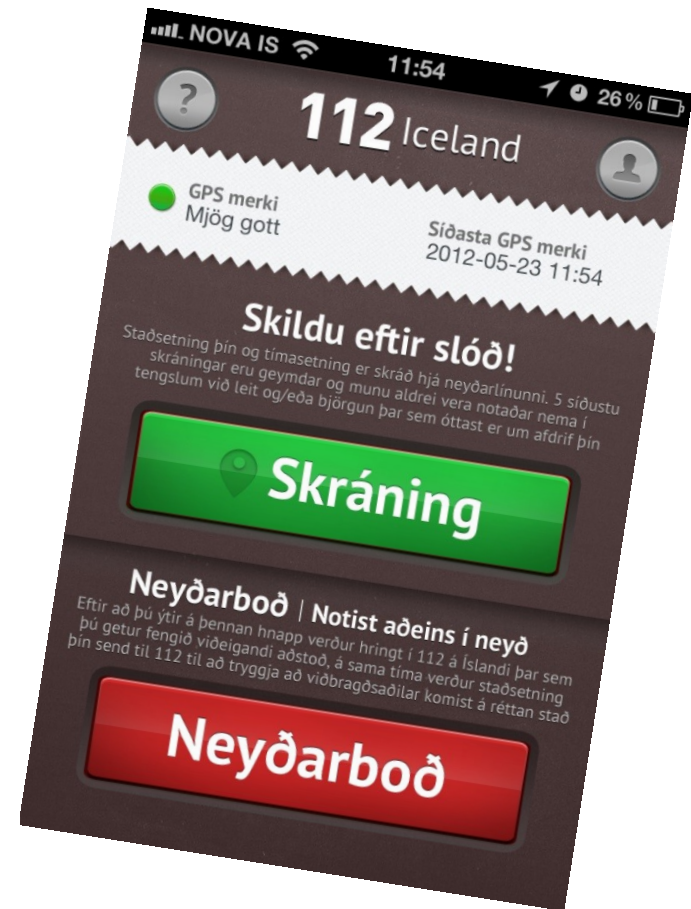 NOVA IS 11:54 26%
? 112 Iceland
GPS merki
Mjög gott
Síðasta GPS merki
2012-05-23 11:54
Skildu eftir slóð!
Staðsetning þín og tímasetning er skráð hjá neyðarlínunni. 5 síðustu
skráningar eru geymdar og munu aldrei vera notaðar nema í
tengslum við leit og/eða björgun þar sem óttast er um afdrif þín
Skráning
Neyðarboð | Notist aðeins í neyð
Eftir að þú ýtir á þennan hnapp verður hringt í 112 á Íslandi þar sem
þú getur fengið viðeigandi aðstoð, á sama tíma verður staðsetning
þín send til 112 til að tryggja að viðbragðsaðilar komist á réttan stað
Neyðarboð